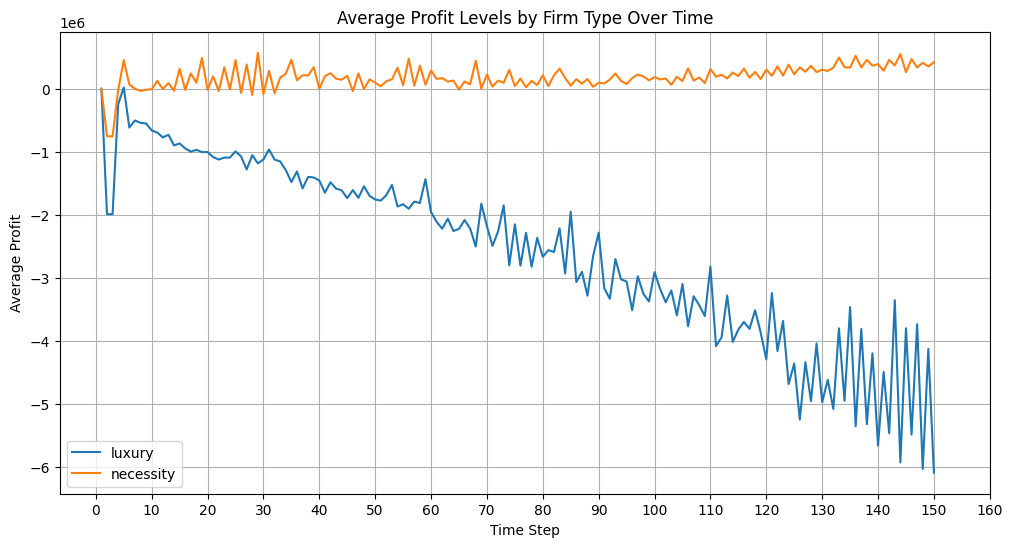 Average Profit Levels by Firm Type Over Time
1e6
0
−1
−2
−3
−4
−5
−6
Average Profit
luxury
necessity
0 10 20 30 40 50 60 70 80 90 100 110 120 130 140 150 160
Time Step